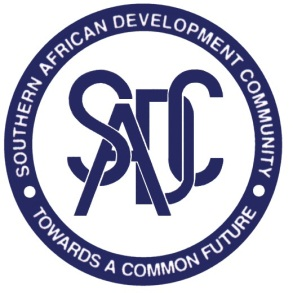 SOUTHERN AFRICAN DEVELOPMENT COMMUNITY
SADC
TOWARDS A COMMON FUTURE